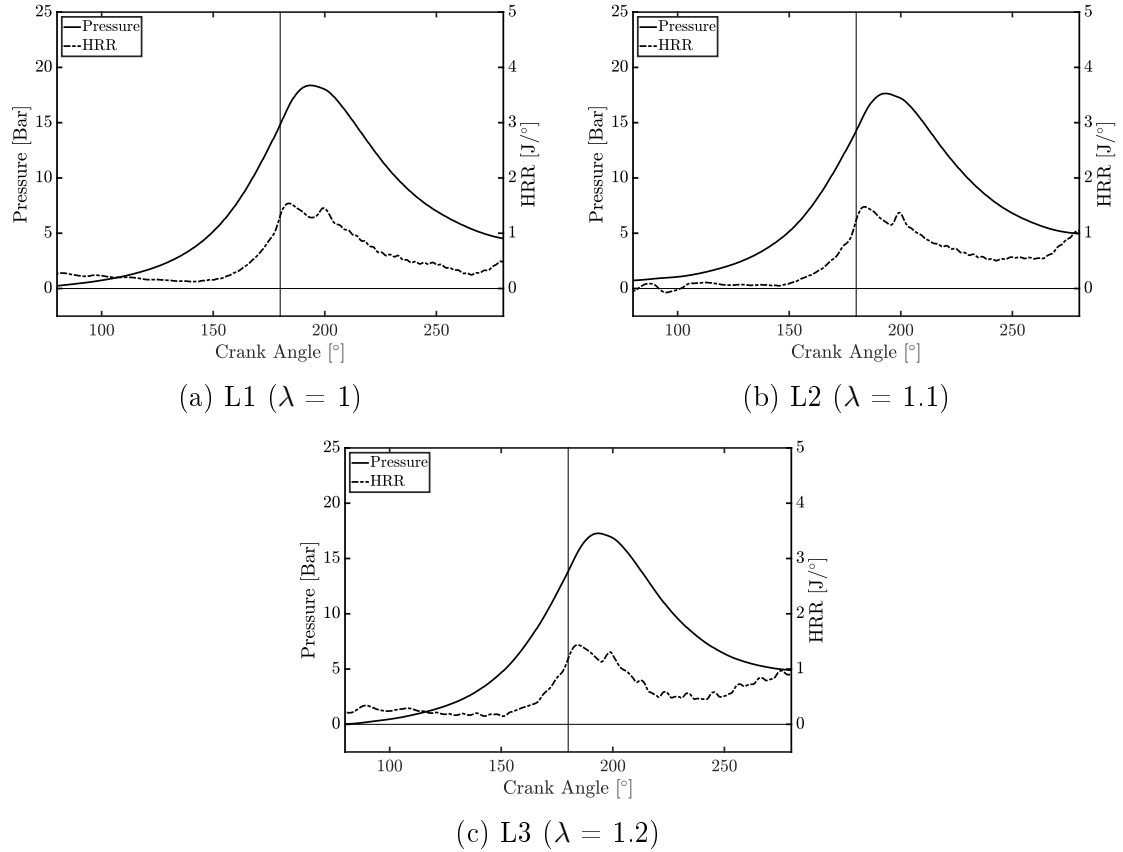 Pressure
HRR
25
20
15
10
5
0
5
4
3
2
1
0
100
150
200
250
Pressure [Bar]
HRR [J/°]
Crank Angle [°]
(a) L1 (λ = 1)
Pressure
HRR
25
20
15
10
5
0
5
4
3
2
1
0
100
150
200
250
Pressure [Bar]
HRR [J/°]
Crank Angle [°]
(b) L2 (λ = 1.1)
Pressure
HRR
25
20
15
10
5
0
5
4
3
2
1
0
100
150
200
250
Pressure [Bar]
HRR [J/°]
Crank Angle [°]
(c) L3 (λ = 1.2)